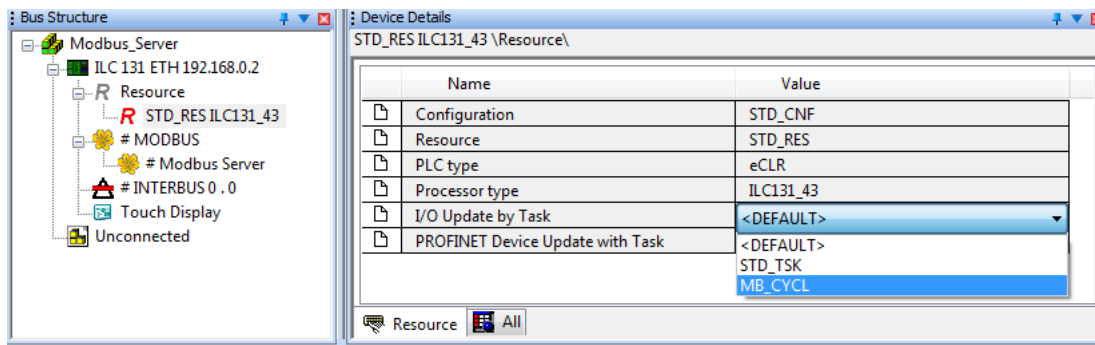 Bus Structure
Modbus_Server
ILC 131 ETH 192.168.0.2
R Resource
R STD_RES ILC131_43
# MODBUS
# Modbus Server
# INTERBUS 0 . 0
Touch Display
Unconnected
Device Details
STD_RES ILC131_43 \Resource\
Name Value
Configuration STD_CNF
Resource STD_RES
PLC type eCLR
Processor type ILC131_43
I/O Update by Task <DEFAULT>
PROFINET Device Update with Task
<DEFAULT>
STD_TSK
MB_CYCL
Resource All